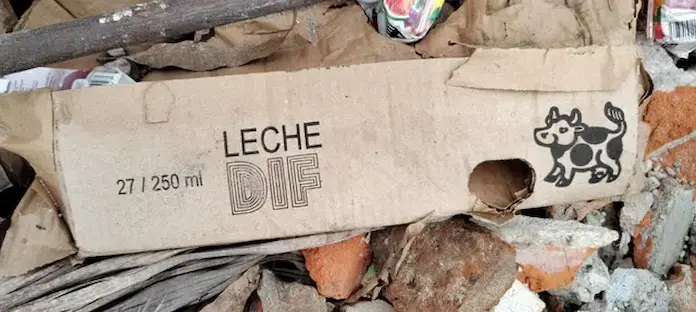 LECHE
DIF
27 / 250 ml